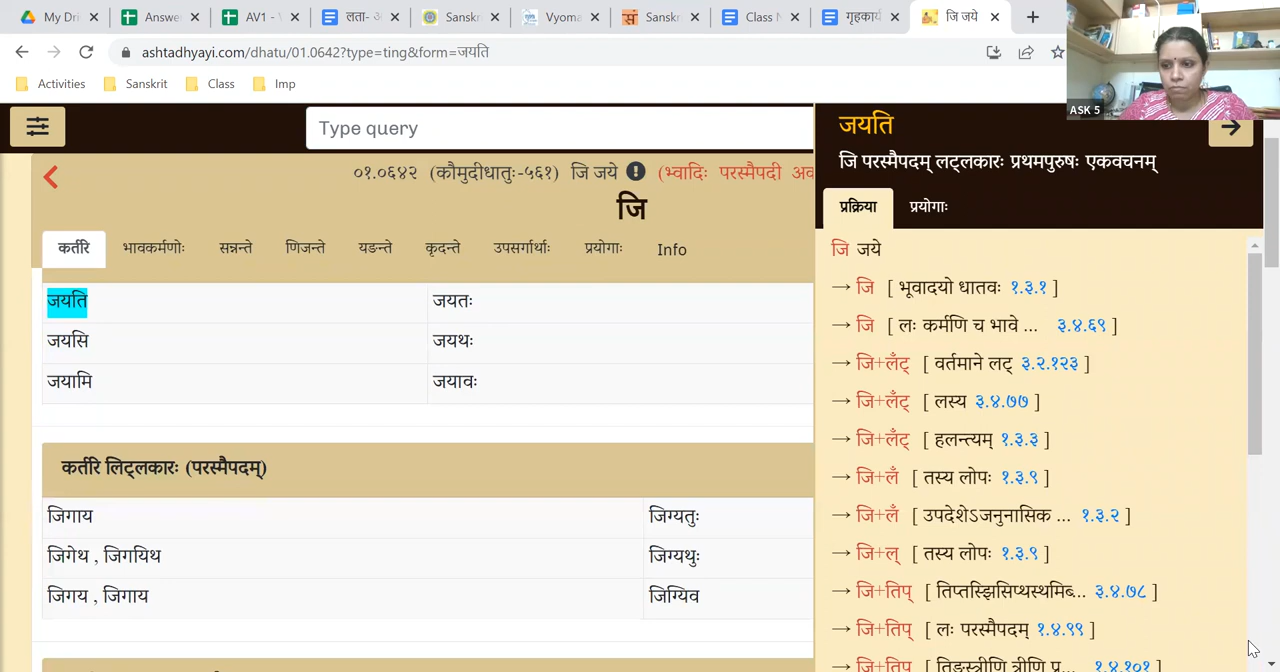 My Dri
Answe
AV1 -
लता-
Sanskr
Vyoma
Sanskr
Class N
गृहकार्य
जि जये
ashtadhyayi.com/dhatu/01.0642?type=ting&form=जयति
Activities Sanskrit Class Imp
ASK 5
Type query
०१.०६४२ (कौमुदीधातुः-५६१) जि जये (भ्वादिः परस्मैपदी अ
जि
कर्तरि भावकर्मणोः सन्नन्ते णिजन्ते यङन्ते कृदन्ते उपसर्गार्थाः प्रयोगाः Info
जयति जयतः
जयसि जयथः
जयामि जयावः
कर्तरि लिट्लकारः (परस्मैपदम्)
जिगाय जिग्यतुः
जिगेथ , जिगयिथ जिग्यथुः
जिगय , जिगाय जिग्यिव
जयति
जि परस्मैपदम् लट्लकारः प्रथमपुरुषः एकवचनम्
प्रक्रिया प्रयोगाः
जि जये
→ जि [ भूवादयो धातवः १.३.१ ]
→ जि [ लः कर्मणि च भावे ... ३.४.६९ ]
→ जि+लँट् [ वर्तमाने लट् ३.२.१२३ ]
→ जि+लँट् [ लस्य ३.४.७७ ]
→ जि+लँट् [ हलन्त्यम् १.३.३ ]
→ जि+लँ [ तस्य लोपः १.३.९ ]
→ जि+लँ [ उपदेशेऽजनुनासिक ... १.३.२ ]
→ जि+ल् [ तस्य लोपः १.३.९ ]
→ जि+तिप् [ तिप्तस्झिसिप्थस्थमिब्... ३.४.७८ ]
→ जि+तिप् [ लः परस्मैपदम् १.४.९९ ]
→ जि+तिप् [ तिङस्त्रीणि त्रीणि प्र... १.४.१०१ ]